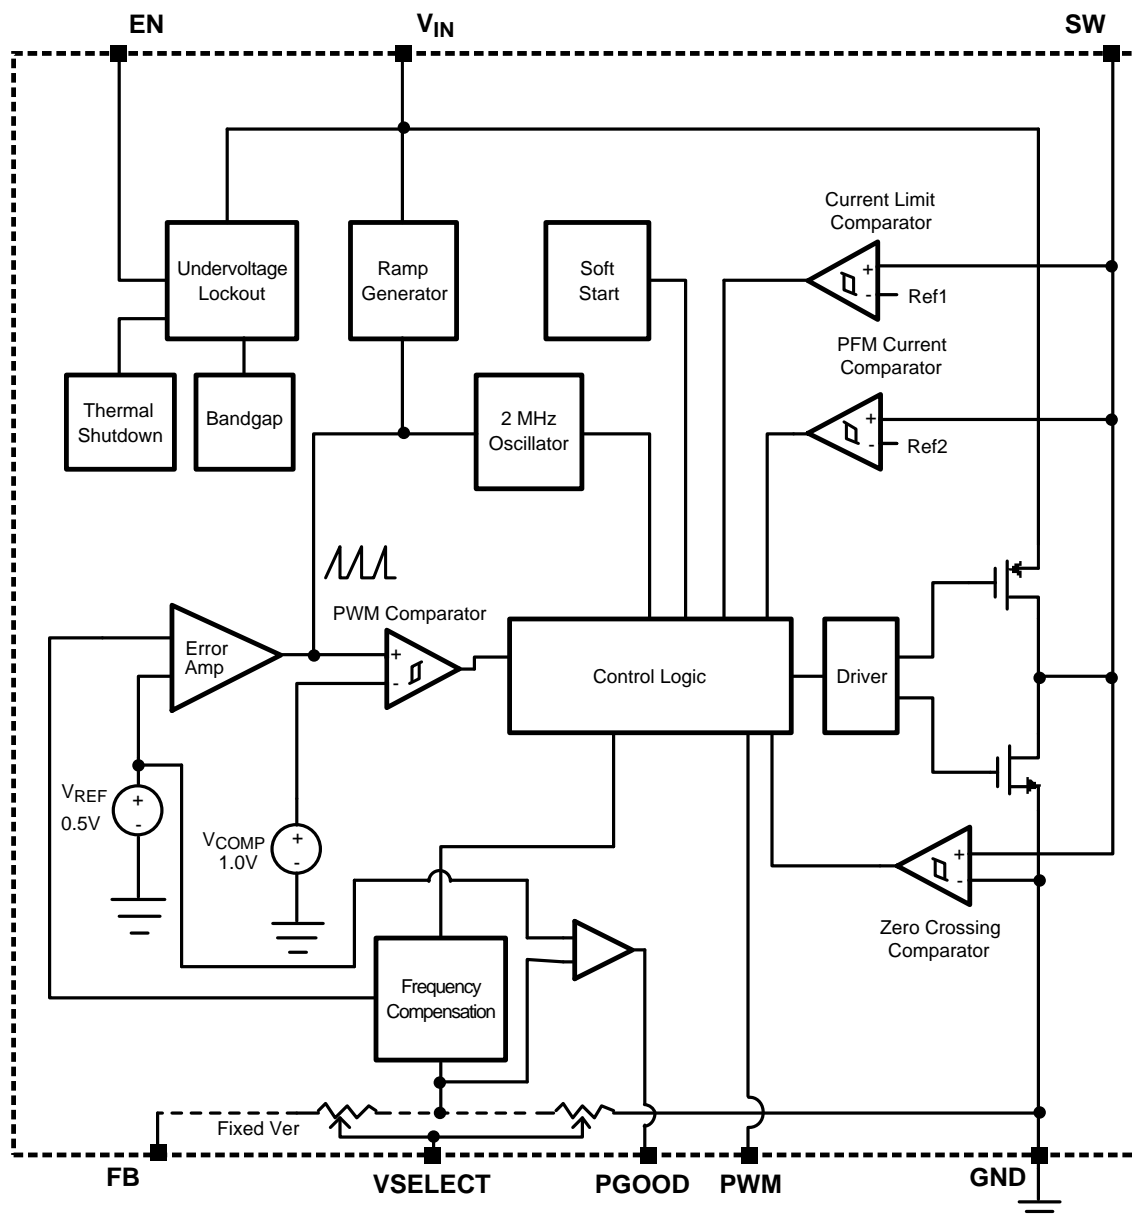 EN
VIN
SW
Current Limit
Comparator
Undervoltage
Lockout
Ramp
Generator
Soft
Start
+
-
Ref1
PFM Current
Comparator
Thermal
Shutdown
Bandgap
2 MHz
Oscillator
+
-
Ref2
PWM Comparator
Error
Amp
+
-
Control Logic
Driver
VREF
0.5V
+
-
VCOMP
1.0V
+
-
+
-
Zero Crossing
Comparator
Frequency
Compensation
Fixed Ver
FB
VSELECT
PGOOD
PWM
GND